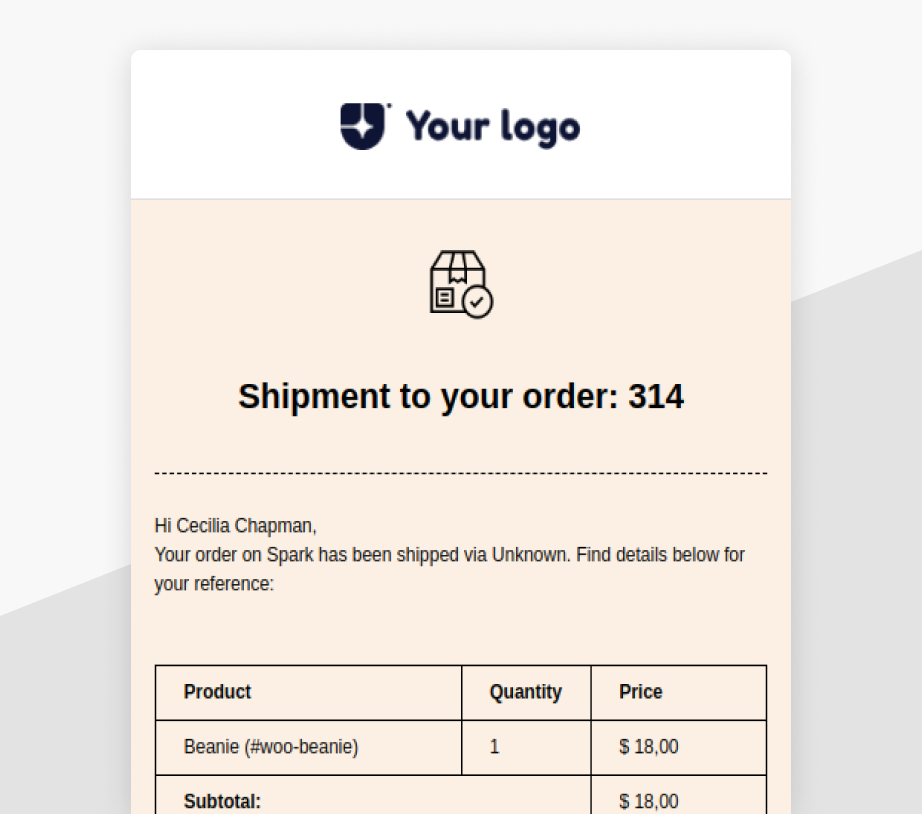 Your logo
Shipment to your order: 314
Hi Cecilia Chapman,
Your order on Spark has been shipped via Unknown. Find details below for
your reference:
Product Quantity Price
Beanie (#woo-beanie) 1 $ 18,00
Subtotal: $ 18,00